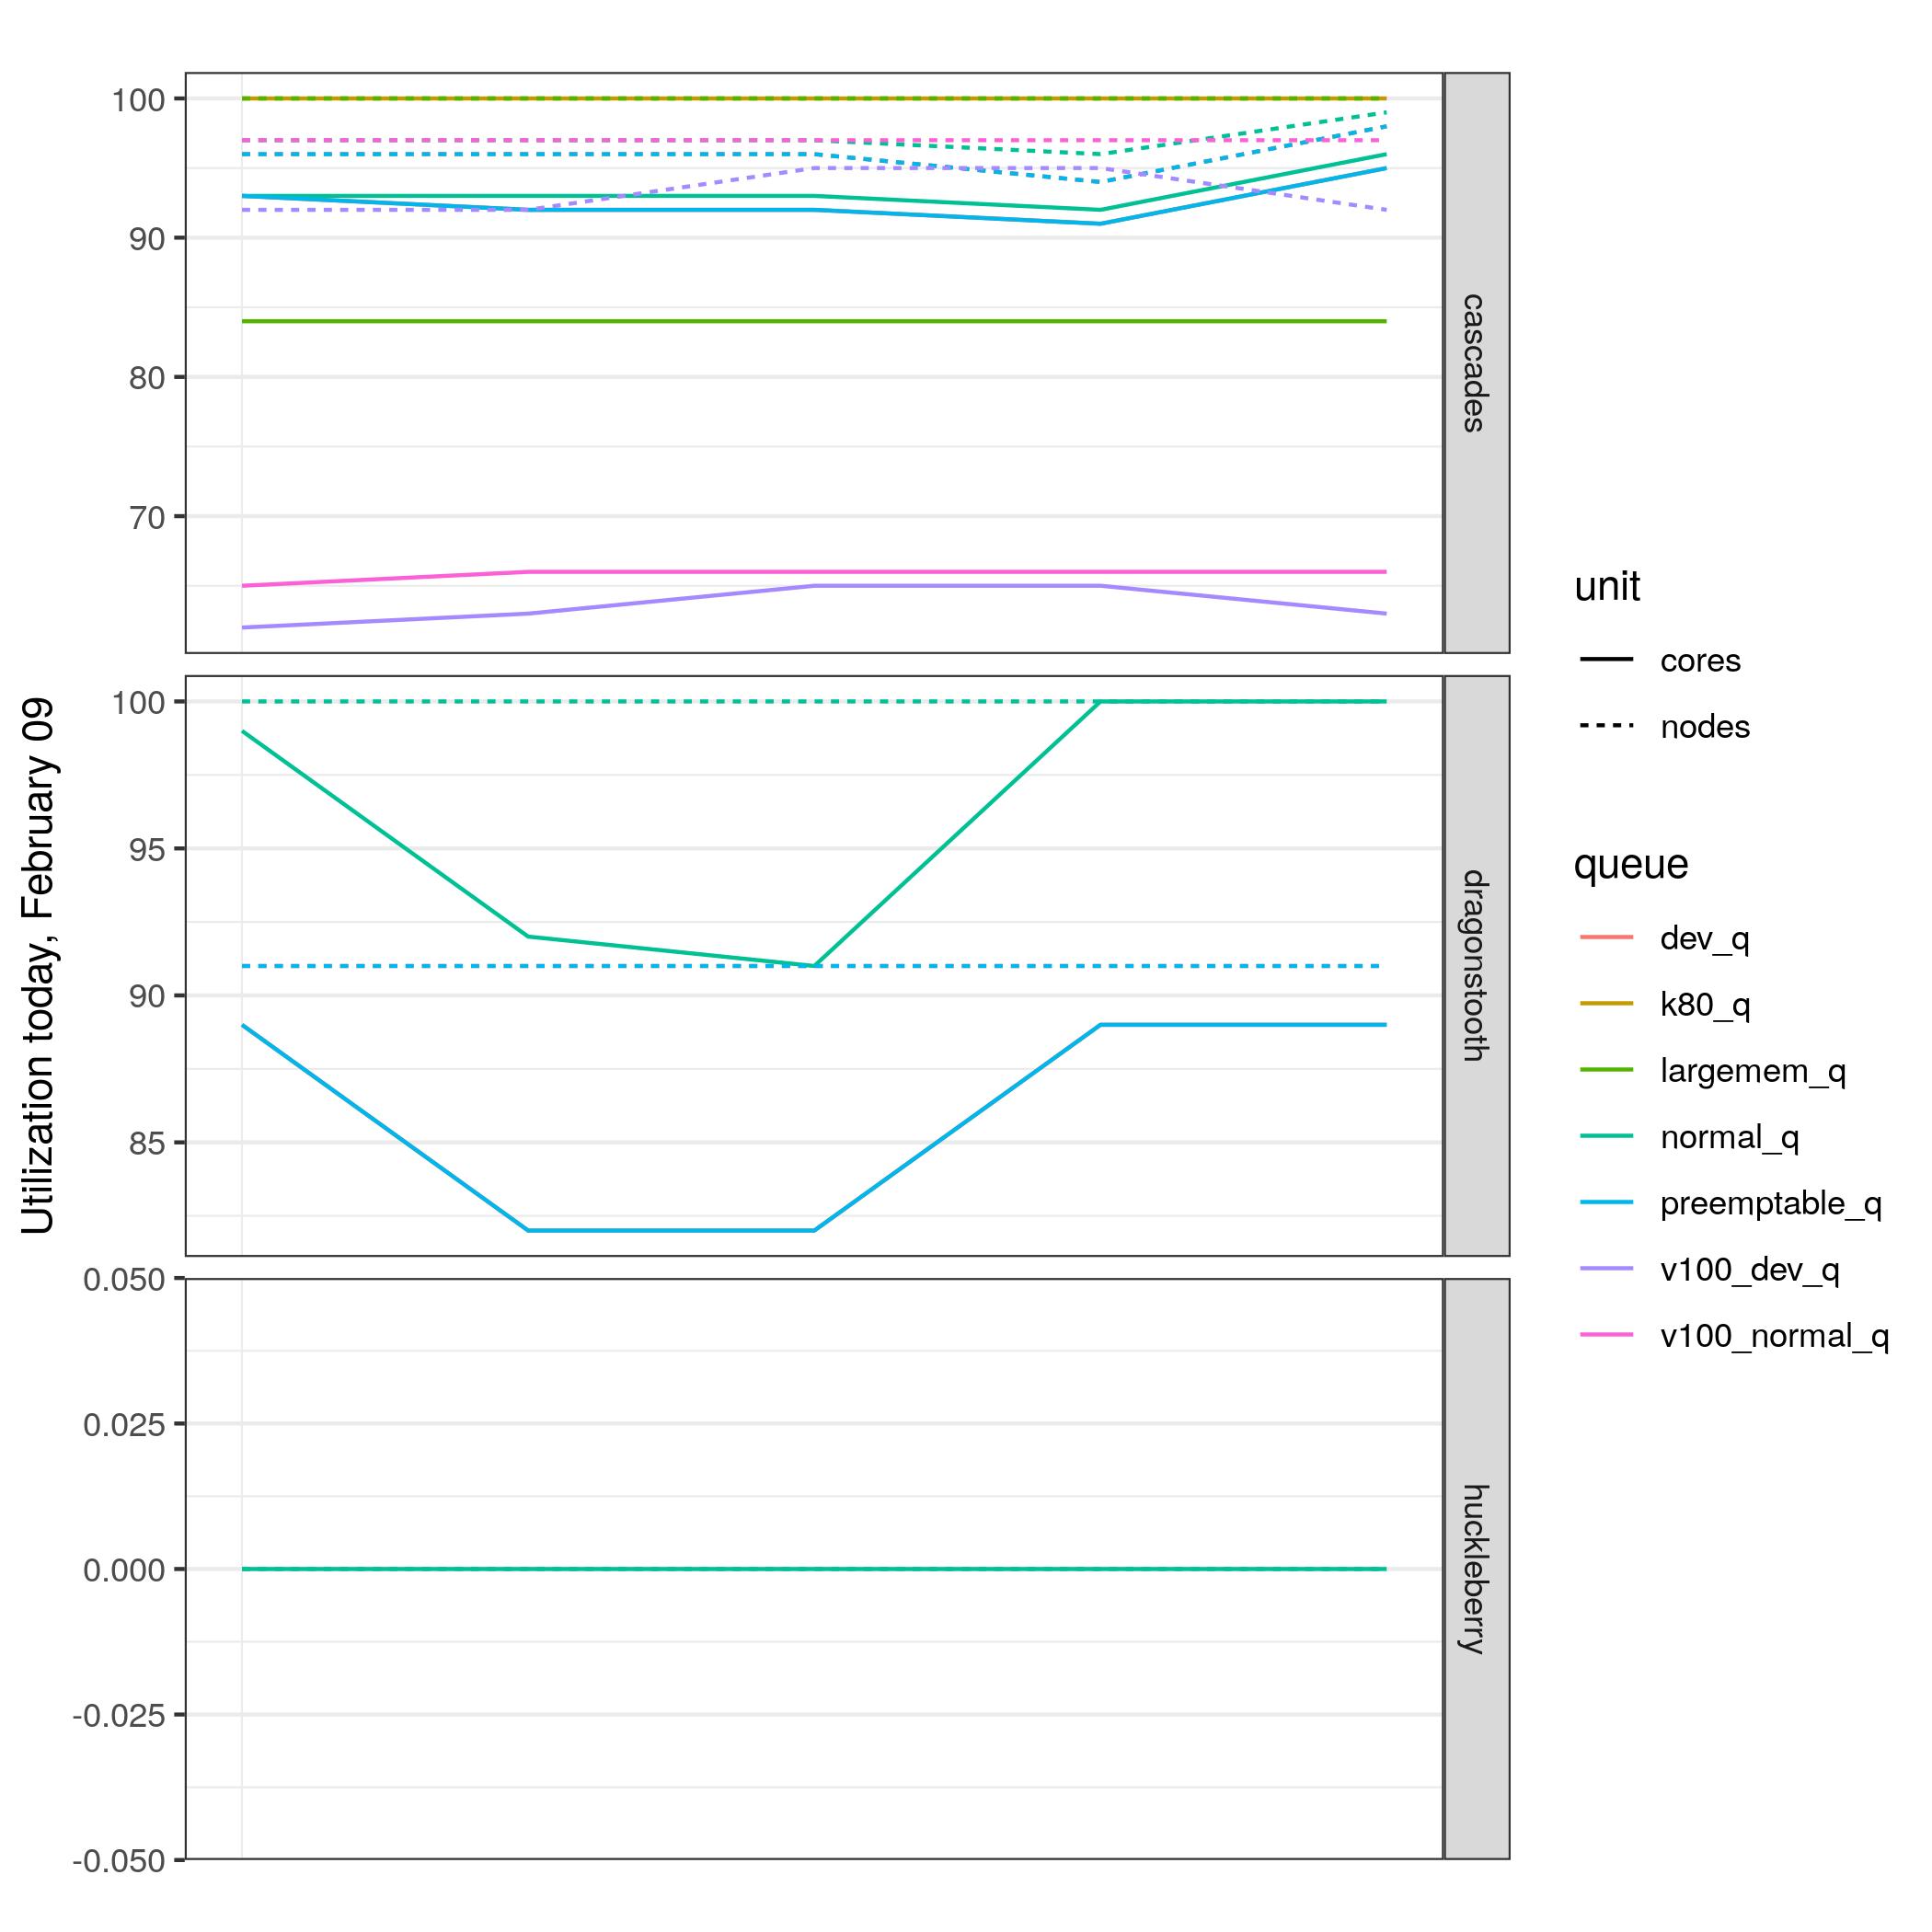 Utilization today, February 09
100
90
80
70
cascades
100
95
90
85
dragonstooth
0.050
0.025
0.000
-0.025
-0.050
huckleberry
unit
cores
nodes
queue
dev_q
k80_q
largemem_q
normal_q
preemptable_q
v100_dev_q
v100_normal_q